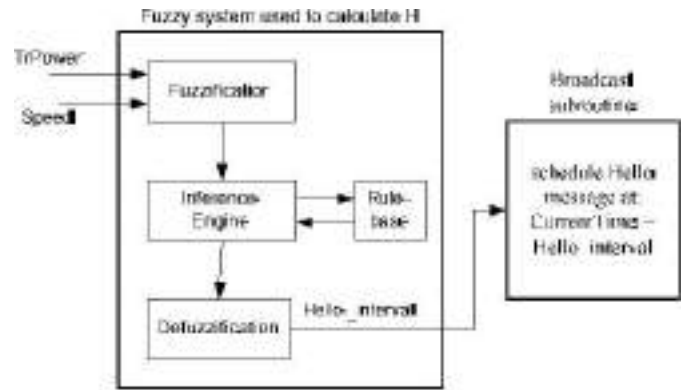 Fuzzy system used to calculate HI
TrPower
Speed
Fuzzification
Inference-
Engine
Rule-
base
Defuzzification
Hello_interval
Broadcast
subroutine
schedule Hello
message at
CurrentTime
Hello_interval